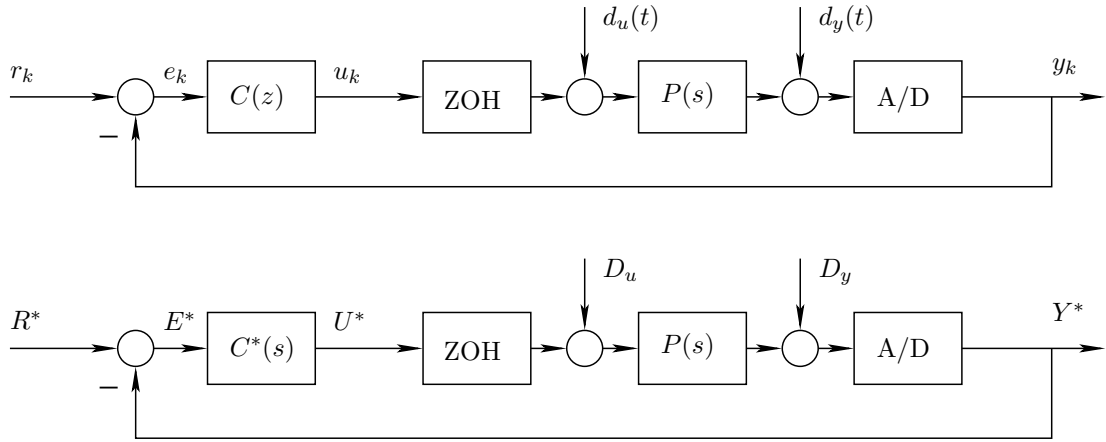 d_u(t) d_y(t)
r_k e_k u_k y_k
C(z) ZOH P(s) A/D
−
D_u D_y
R* E* U* Y*
C*(s) ZOH P(s) A/D
−